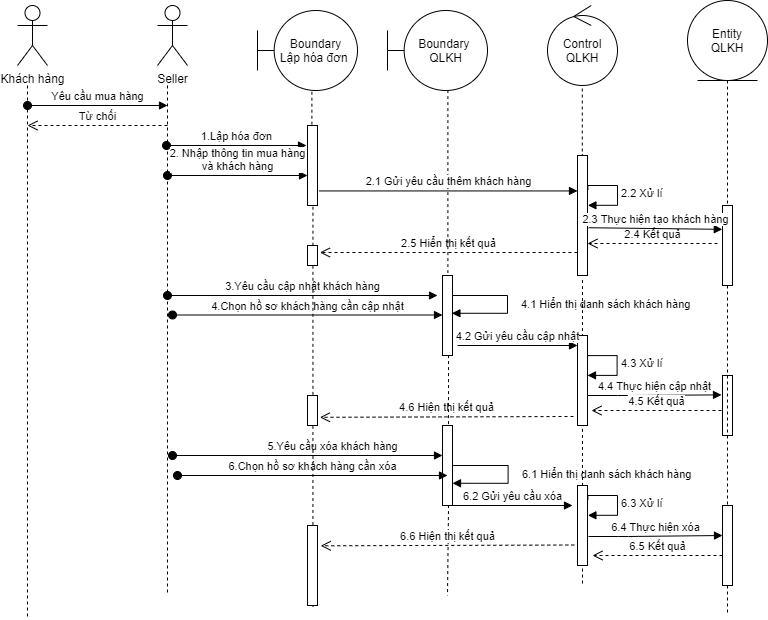 Khách hàng
Seller
Boundary
Lập hóa đơn
Boundary
QLKH
Control
QLKH
Entity
QLKH
Yêu cầu mua hàng
Từ chối
1.Lập hóa đơn
2. Nhập thông tin mua hàng
và khách hàng
2.1 Gửi yêu cầu thêm khách hàng
2.2 Xử lí
2.3 Thực hiện tạo khách hàng
2.4 Kết quả
2.5 Hiển thị kết quả
3.Yêu cầu cập nhật khách hàng
4.Chọn hồ sơ khách hàng cần cập nhật
4.1 Hiển thị danh sách khách hàng
4.2 Gửi yêu cầu cập nhật
4.3 Xử lí
4.4 Thực hiện cập nhật
4.5 Kết quả
4.6 Hiện thị kết quả
5.Yêu cầu xóa khách hàng
6.Chọn hồ sơ khách hàng cần xóa
6.1 Hiển thị danh sách khách hàng
6.2 Gửi yêu cầu xóa
6.3 Xử lí
6.4 Thực hiện xóa
6.5 Kết quả
6.6 Hiện thị kết quả